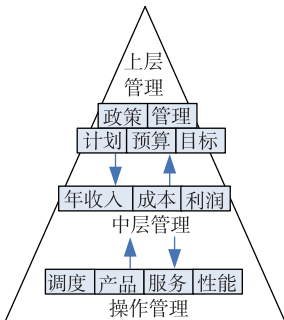 上层
管理
政策 管理
计划 预算 目标
年收入 成本 利润
中层管理
调度 产品 服务 性能
操作管理